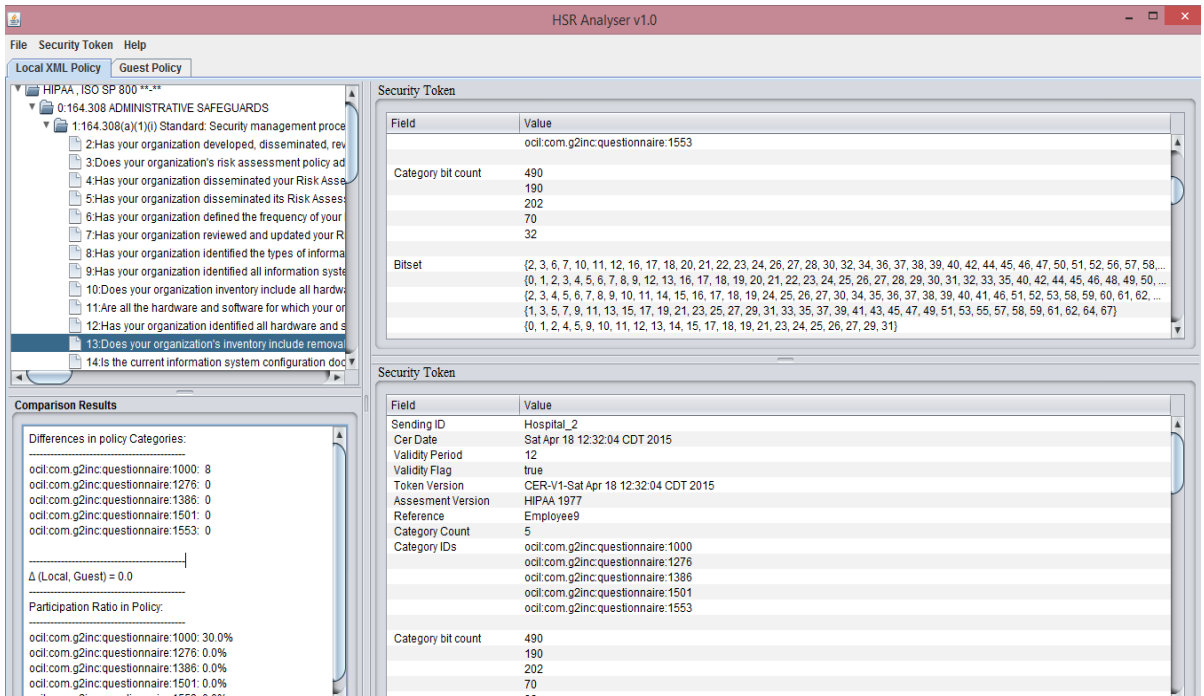 HSR Analyser v1.0
File Security Token Help
Local XML Policy Guest Policy
HIPAA , ISO SP 800 **-**
0:164.308 ADMINISTRATIVE SAFEGUARDS
1:164.308(a)(1)(i) Standard: Security management proce
2:Has your organization developed, disseminated, rev
3:Does your organization's risk assessment policy ad
4:Has your organization disseminated your Risk Asse
5:Has your organization disseminated its Risk Assess
6:Has your organization defined the frequency of your
7:Has your organization reviewed and updated your R
8:Has your organization identified the types of informa
9:Has your organization identified all information syste
10:Does your organization inventory include all hardw
11:Are all the hardware and software for which your or
12:Has your organization identified all hardware and s
13:Does your organization's inventory include removal
14:Is the current information system configuration doc
Comparison Results
Differences in policy Categories:
ocil:com.g2inc:questionnaire:1000: 8
ocil:com.g2inc:questionnaire:1276: 0
ocil:com.g2inc:questionnaire:1386: 0
ocil:com.g2inc:questionnaire:1501: 0
ocil:com.g2inc:questionnaire:1553: 0
Δ (Local, Guest) = 0.0
Participation Ratio in Policy:
ocil:com.g2inc:questionnaire:1000: 30.0%
ocil:com.g2inc:questionnaire:1276: 0.0%
ocil:com.g2inc:questionnaire:1386: 0.0%
ocil:com.g2inc:questionnaire:1501: 0.0%
Security Token
Field Value
ocil:com.g2inc:questionnaire:1553
Category bit count 490
190
202
70
32
Bitset {2, 3, 6, 7, 10, 11, 12, 16, 17, 18, 20, 21, 22, 23, 24, 26, 27, 28, 30, 32, 34, 36, 37, 38, 39, 40, 42, 44, 45, 46, 47, 50, 51, 52, 56, 57, 58,...
{0, 1, 2, 3, 4, 5, 6, 7, 8, 9, 12, 13, 16, 17, 18, 19, 20, 21, 22, 23, 24, 25, 26, 27, 28, 29, 30, 31, 32, 33, 35, 40, 42, 44, 45, 46, 48, 49, 50, ...
{2, 3, 4, 5, 6, 7, 8, 9, 10, 11, 14, 15, 16, 17, 18, 19, 24, 25, 26, 27, 30, 34, 35, 36, 37, 38, 39, 40, 41, 46, 51, 52, 53, 58, 59, 60, 61, 62, ...
{1, 3, 5, 7, 9, 11, 13, 15, 17, 19, 21, 23, 25, 27, 29, 31, 33, 35, 37, 39, 41, 43, 45, 47, 49, 51, 53, 55, 57, 58, 59, 61, 62, 64, 67}
{0, 1, 2, 4, 5, 9, 10, 11, 12, 13, 14, 15, 17, 18, 19, 21, 23, 24, 25, 26, 27, 29, 31}
Security Token
Field Value
Sending ID Hospital_2
Cer Date Sat Apr 18 12:32:04 CDT 2015
Validity Period 12
Validity Flag true
Token Version CER-V1-Sat Apr 18 12:32:04 CDT 2015
Assesment Version HIPAA 1977
Reference Employee9
Category Count 5
Category IDs ocil:com.g2inc:questionnaire:1000
ocil:com.g2inc:questionnaire:1276
ocil:com.g2inc:questionnaire:1386
ocil:com.g2inc:questionnaire:1501
ocil:com.g2inc:questionnaire:1553
Category bit count 490
190
202
70